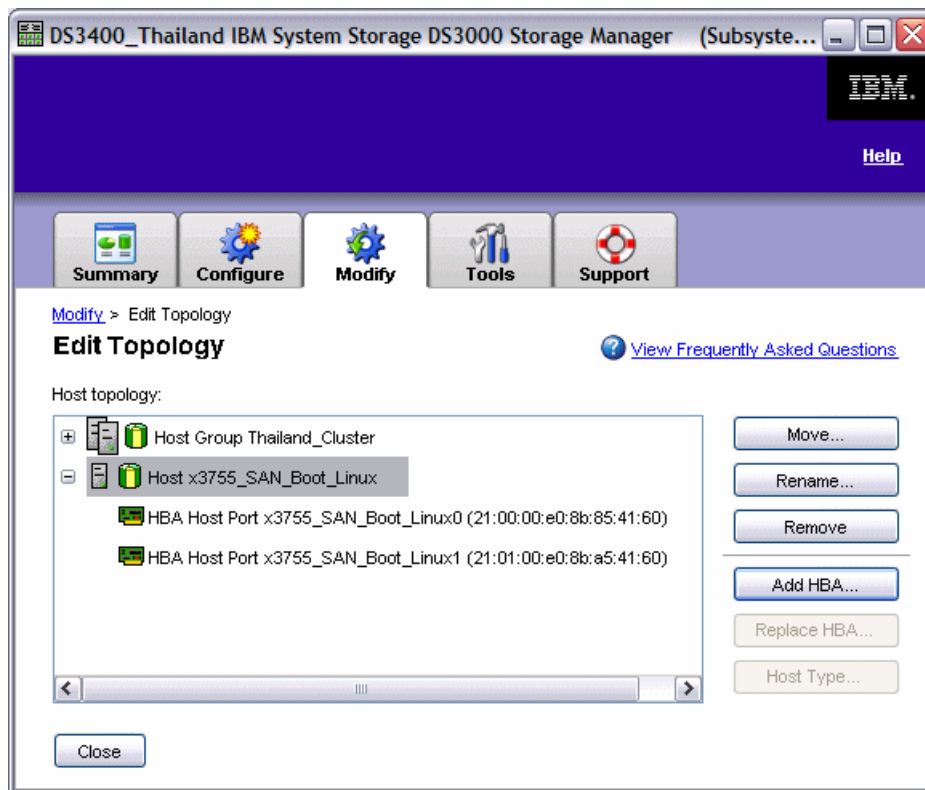 DS3400_Thailand IBM System Storage DS3000 Storage Manager (Subsyste...
IBM.
Help
Summary
Configure
Modify
Tools
Support
Modify > Edit Topology
Edit Topology
? View Frequently Asked Questions
Host topology:
Host Group Thailand_Cluster
Host x3755_SAN_Boot_Linux
HBA Host Port x3755_SAN_Boot_Linux0 (21:00:00:e0:8b:85:41:60)
HBA Host Port x3755_SAN_Boot_Linux1 (21:01:00:e0:8b:a5:41:60)
Move...
Rename...
Remove
Add HBA...
Replace HBA...
Host Type...
Close